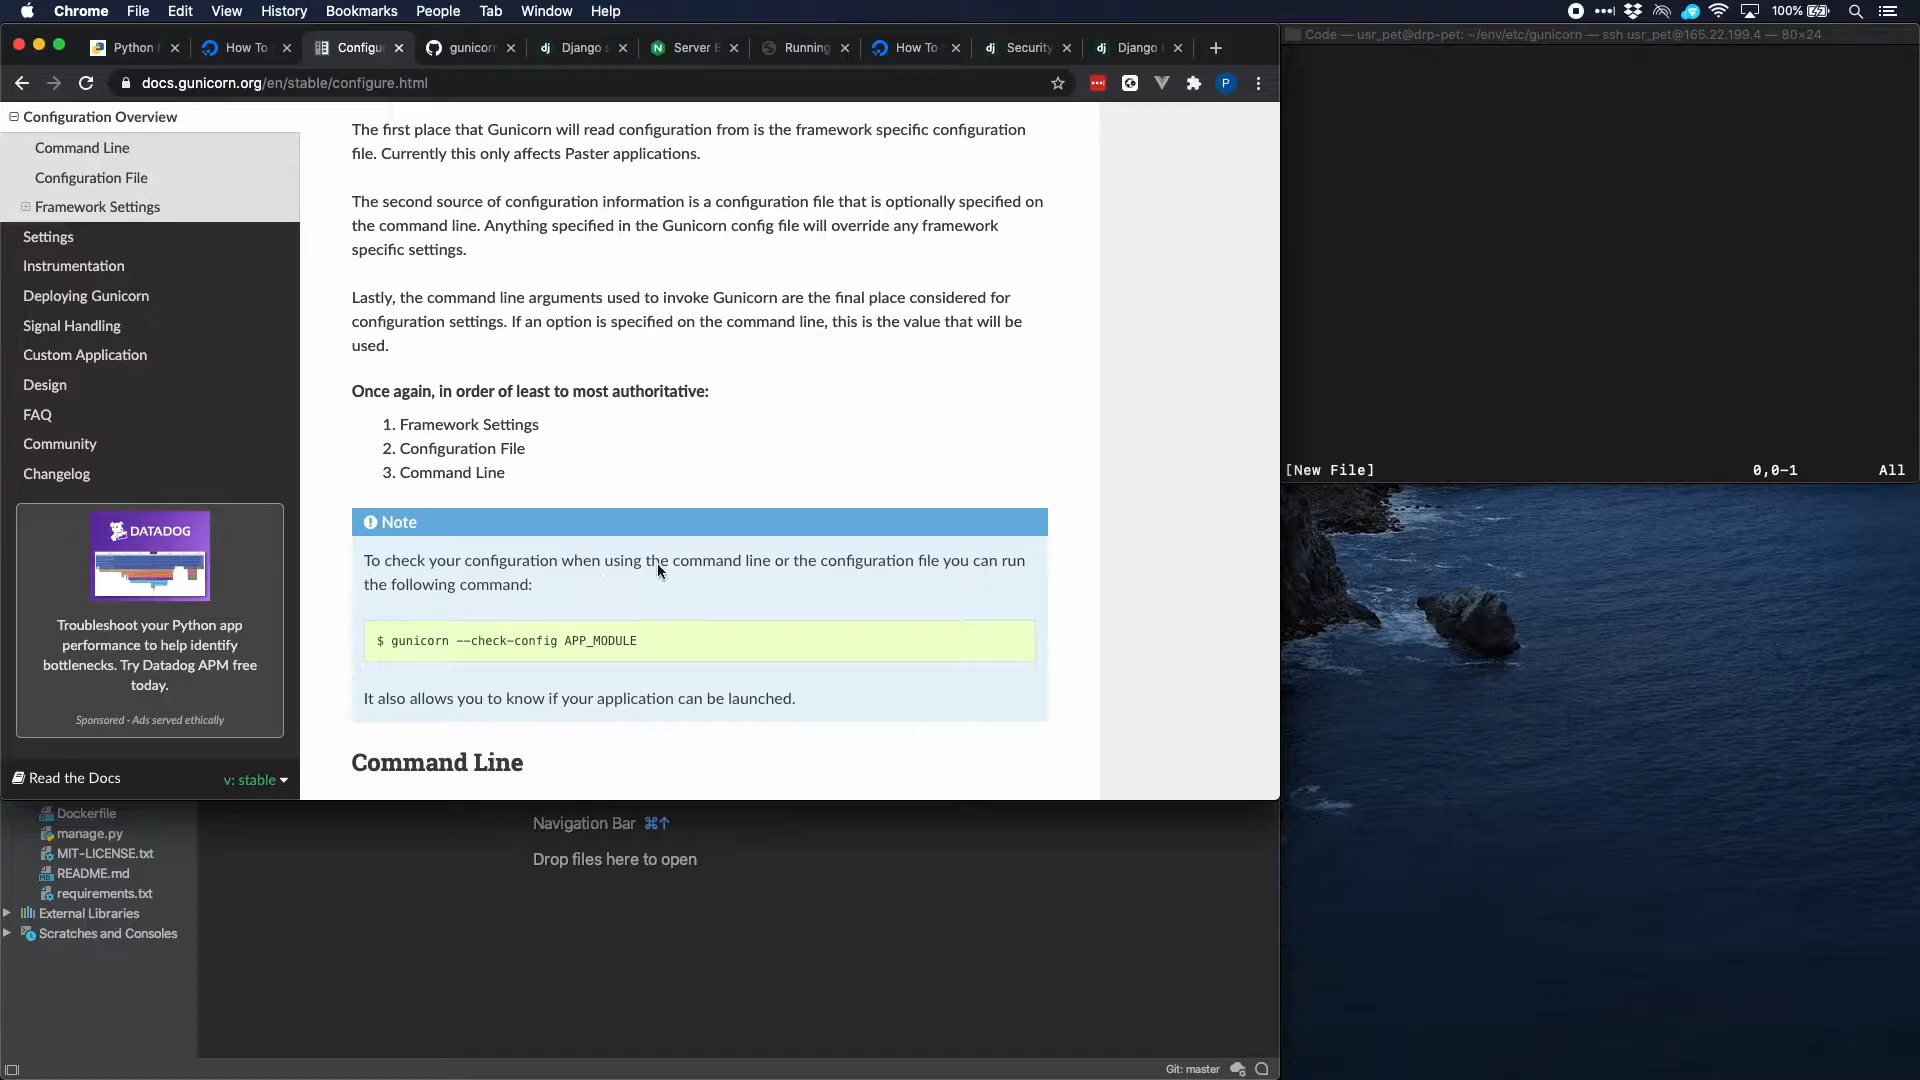 Chrome File Edit View History Bookmarks People Tab Window Help 100%
Python How To Configur gunicorn Django s Server B Running How To Security Django
docs.gunicorn.org/en/stable/configure.html P
Code — usr_pet@drp-pet: ~/env/etc/gunicorn — ssh usr_pet@165.22.199.4 — 80×24
Configuration Overview
Command Line
Configuration File
Framework Settings
Settings
Instrumentation
Deploying Gunicorn
Signal Handling
Custom Application
Design
FAQ
Community
Changelog
DATADOG
Troubleshoot your Python app
performance to help identify
bottlenecks. Try Datadog APM free
today.
Sponsored · Ads served ethically
Read the Docs v: stable
The first place that Gunicorn will read configuration from is the framework specific configuration
file. Currently this only affects Paster applications.
The second source of configuration information is a configuration file that is optionally specified on
the command line. Anything specified in the Gunicorn config file will override any framework
specific settings.
Lastly, the command line arguments used to invoke Gunicorn are the final place considered for
configuration settings. If an option is specified on the command line, this is the value that will be
used.
Once again, in order of least to most authoritative:
1. Framework Settings
2. Configuration File
3. Command Line
Note
To check your configuration when using the command line or the configuration file you can run
the following command:
$ gunicorn --check-config APP_MODULE
It also allows you to know if your application can be launched.
Command Line
[New File] 0,0-1 All
Dockerfile
manage.py
MIT-LICENSE.txt
README.md
requirements.txt
External Libraries
Scratches and Consoles
Navigation Bar ⌘↑
Drop files here to open
Git: master